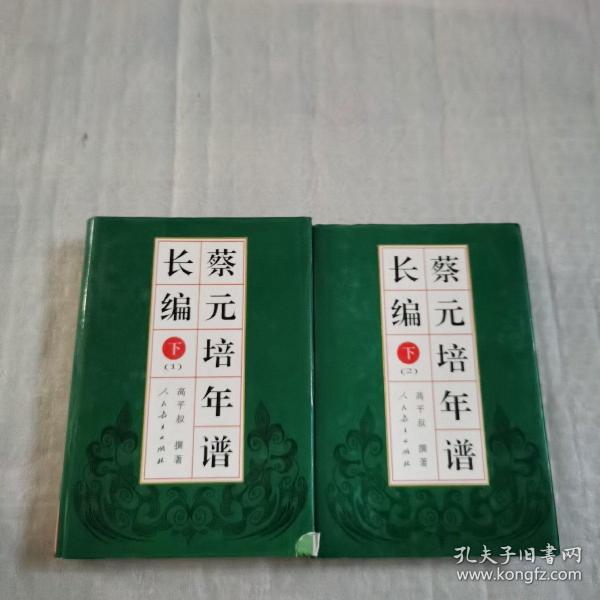 蔡元培年谱
长编
下
(1)
高平叔 撰著
人民教育出版社
蔡元培年谱
长编
下
(2)
高平叔 撰著
人民教育出版社
孔夫子旧书网
www.kongfz.com